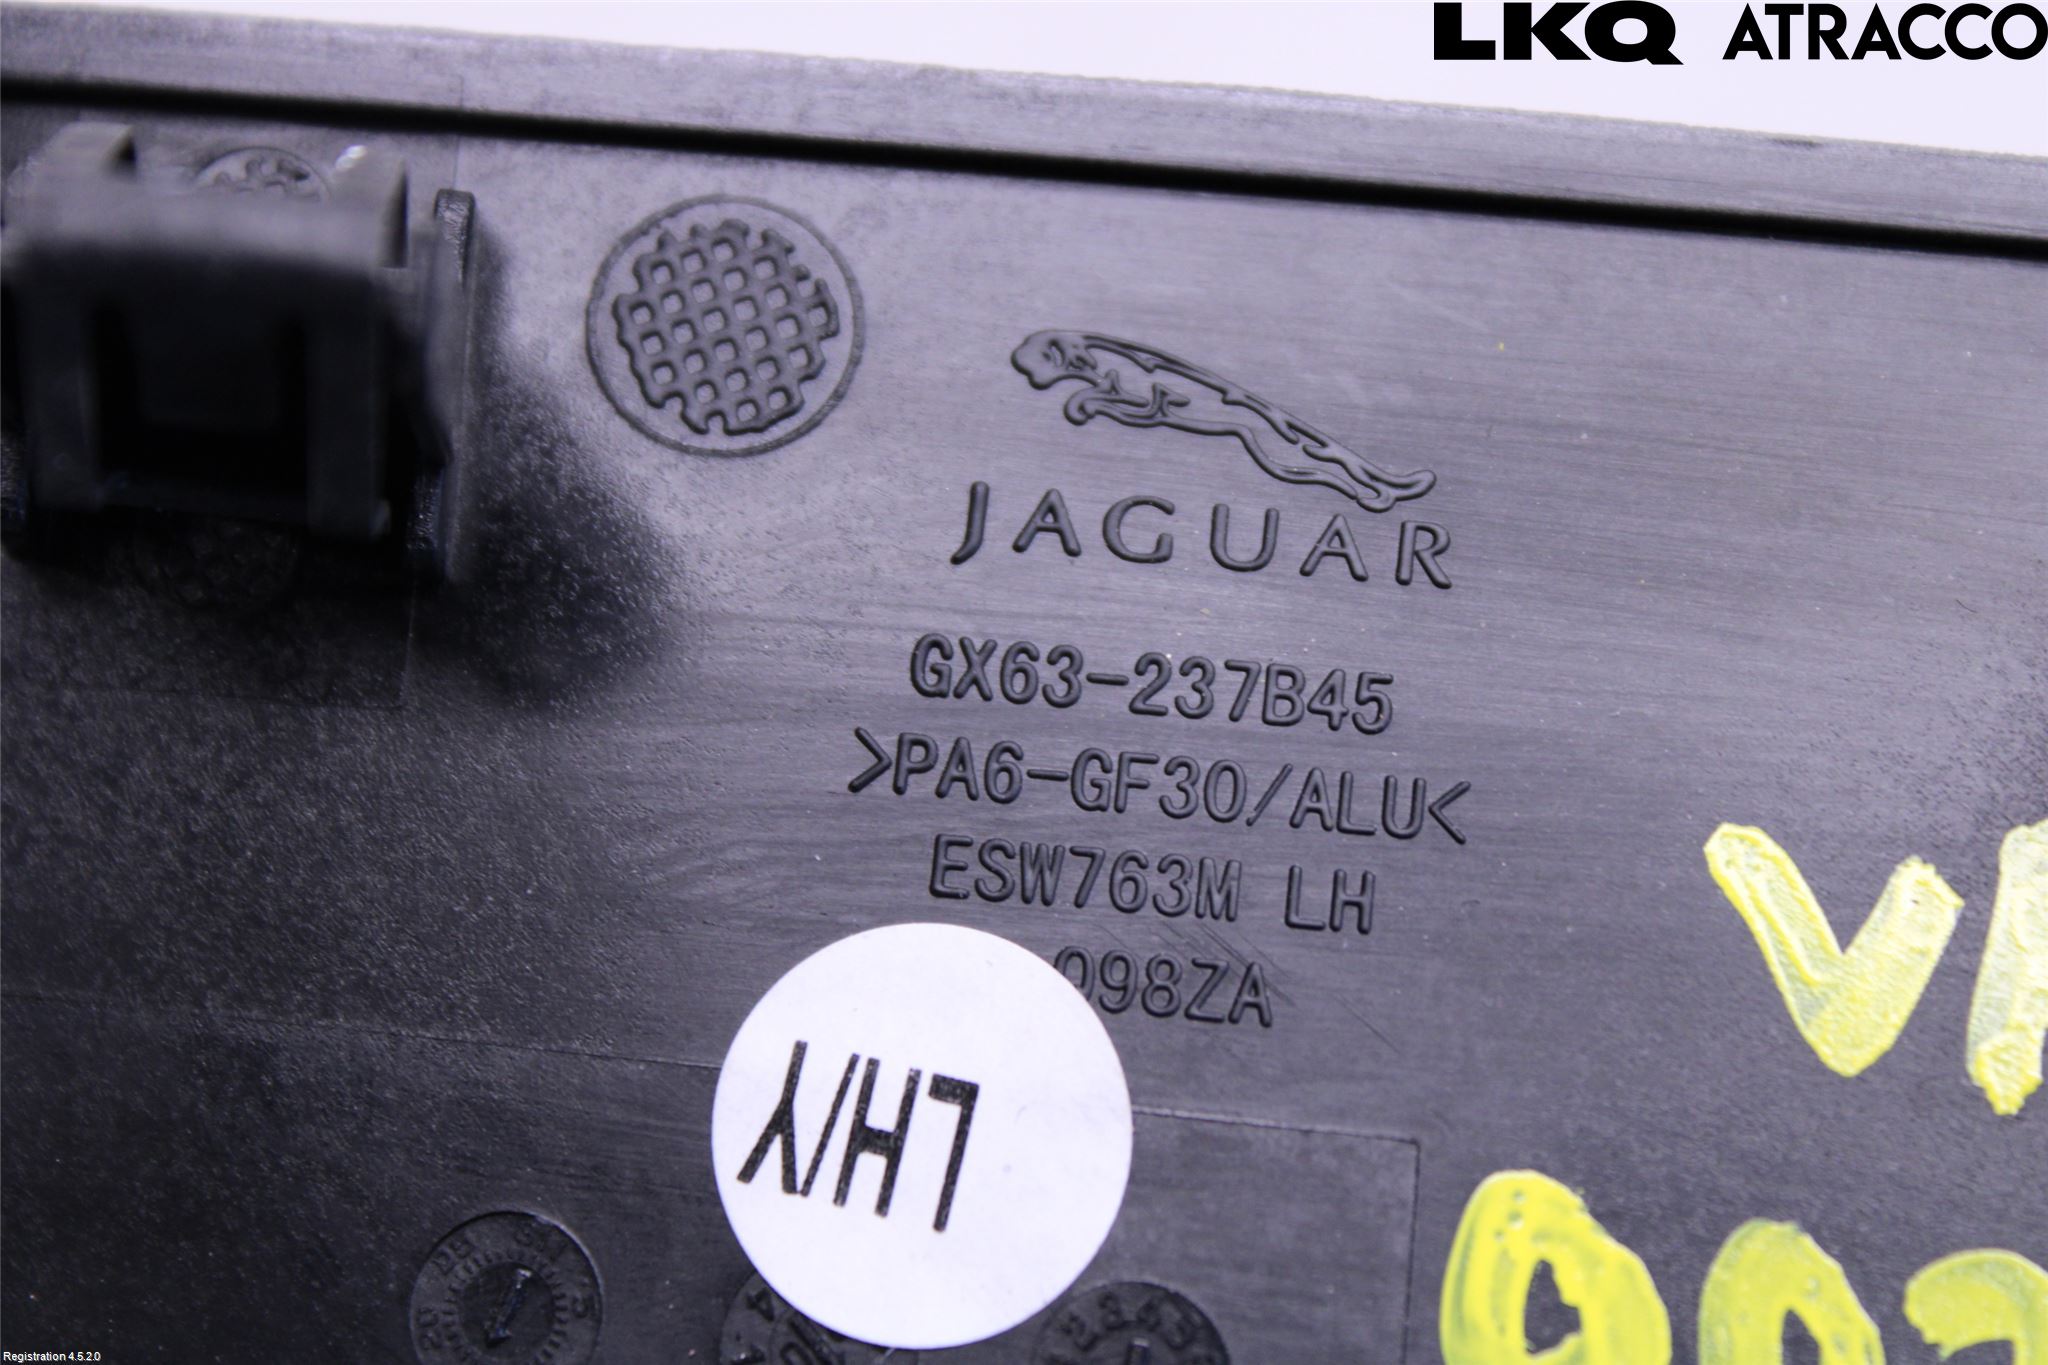 LKQ ATRACCO
JAGUAR
GX63-237B45
>PA6-GF30/ALU<
ESW763M LH
098ZA
LH/Y
Registration 4.5.2.0